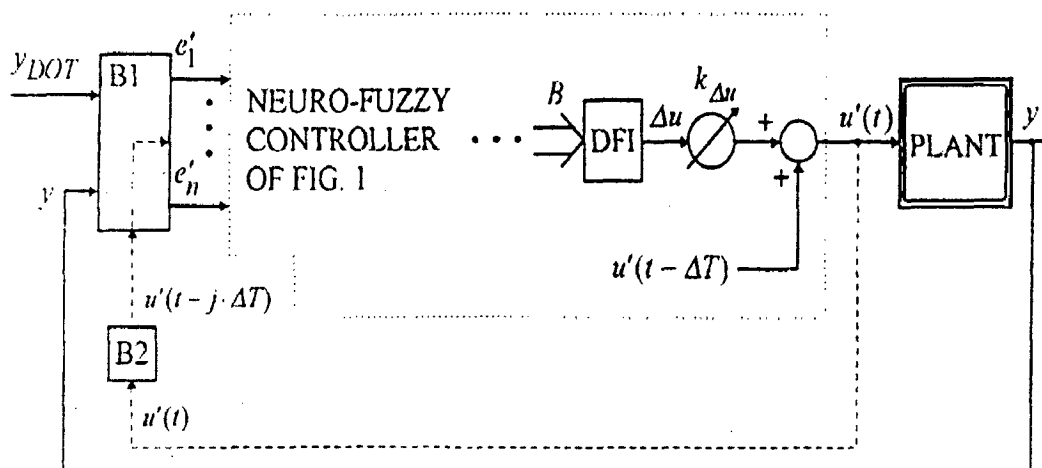 y_DOT
B1
e'_1
y
e'_n
NEURO-FUZZY
CONTROLLER
OF FIG. 1
B
DFI
Δu
k_Δu
+
+
u'(t)
PLANT
y
u'(t − ΔT)
u'(t − j · ΔT)
B2
u'(t)